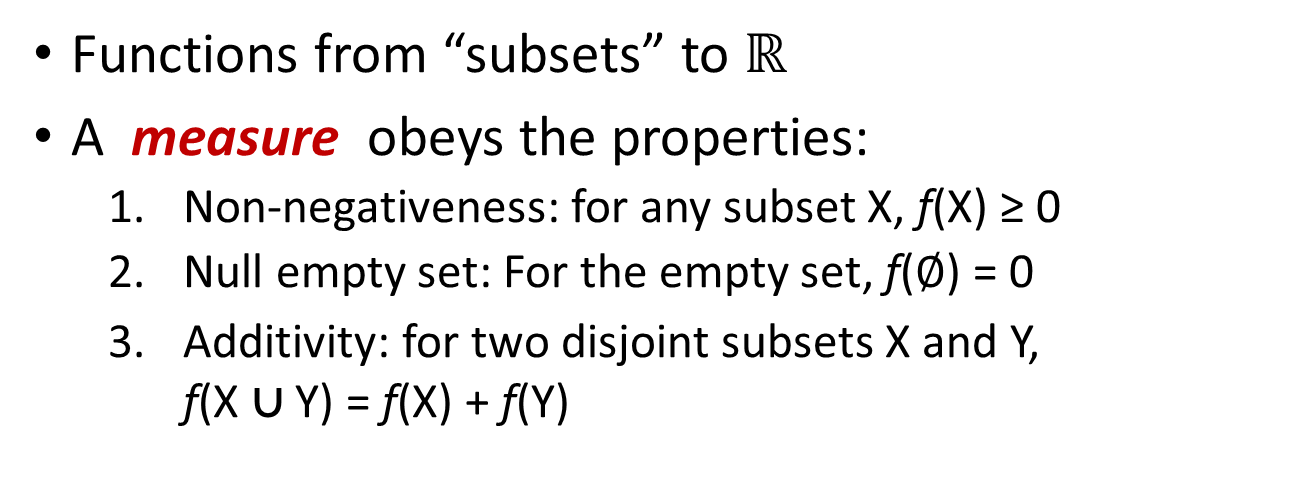 • Functions from “subsets” to ℝ
• A measure obeys the properties:
1. Non-negativeness: for any subset X, f(X) ≥ 0
2. Null empty set: For the empty set, f(∅) = 0
3. Additivity: for two disjoint subsets X and Y,
f(X ∪ Y) = f(X) + f(Y)